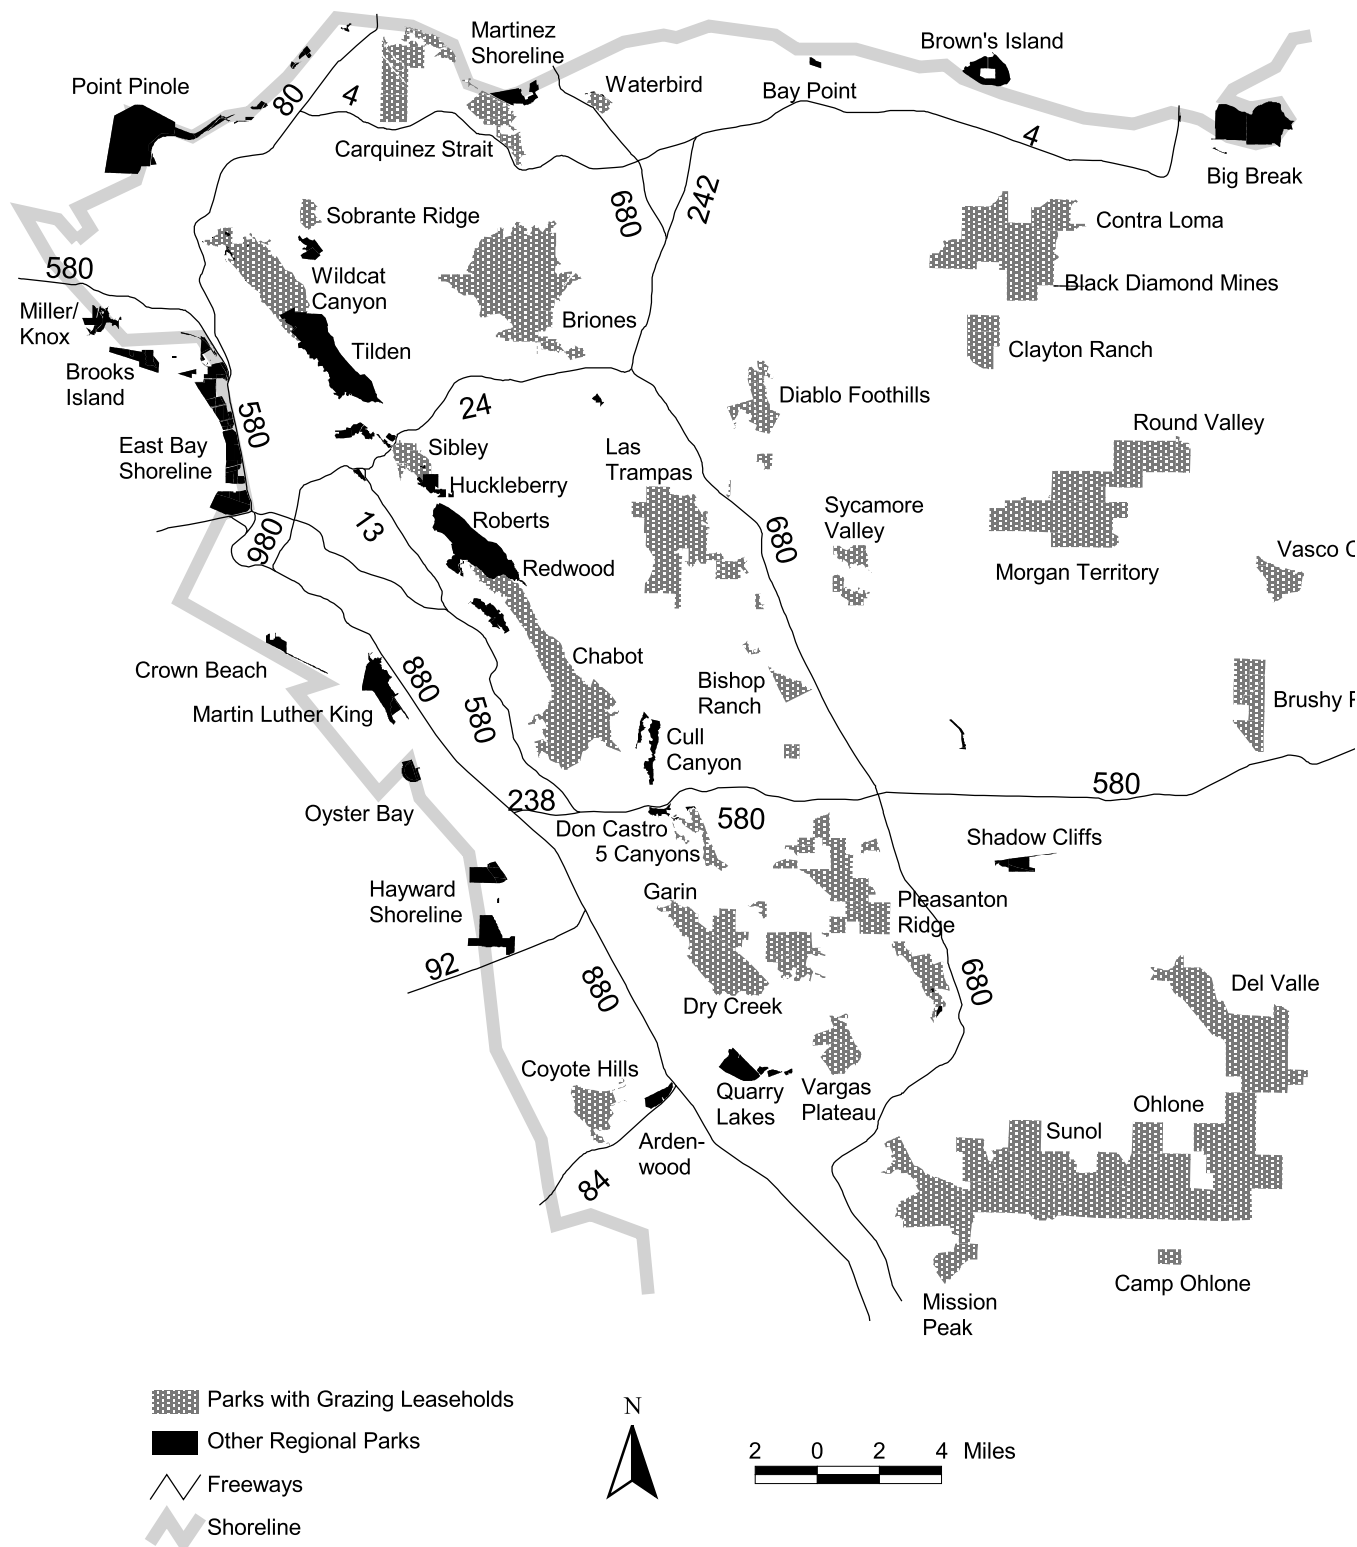 Martinez
Shoreline
Brown's Island
Point Pinole
80
4
Waterbird
Bay Point
4
Carquinez Strait
Big Break
680
242
Sobrante Ridge
Contra Loma
580
Wildcat
Canyon
Black Diamond Mines
Miller/
Knox
Briones
Tilden
Clayton Ranch
Brooks
Island
24
Diablo Foothills
580
Round Valley
East Bay
Shoreline
Sibley
Las
Trampas
Huckleberry
Sycamore
Valley
980
13
Roberts
680
Vasco C
Redwood
Morgan Territory
Crown Beach
880
Chabot
Bishop
Ranch
Martin Luther King
580
Brushy
Cull
Canyon
Oyster Bay
238
580
580
Don Castro
5 Canyons
Shadow Cliffs
Hayward
Shoreline
Garin
Pleasanton
Ridge
92
880
680
Dry Creek
Del Valle
Coyote Hills
Quarry
Lakes
Vargas
Plateau
Ohlone
Sunol
Arden-
wood
84
Camp Ohlone
Mission
Peak
Parks with Grazing Leaseholds
Other Regional Parks
Freeways
Shoreline
N
2 0 2 4 Miles